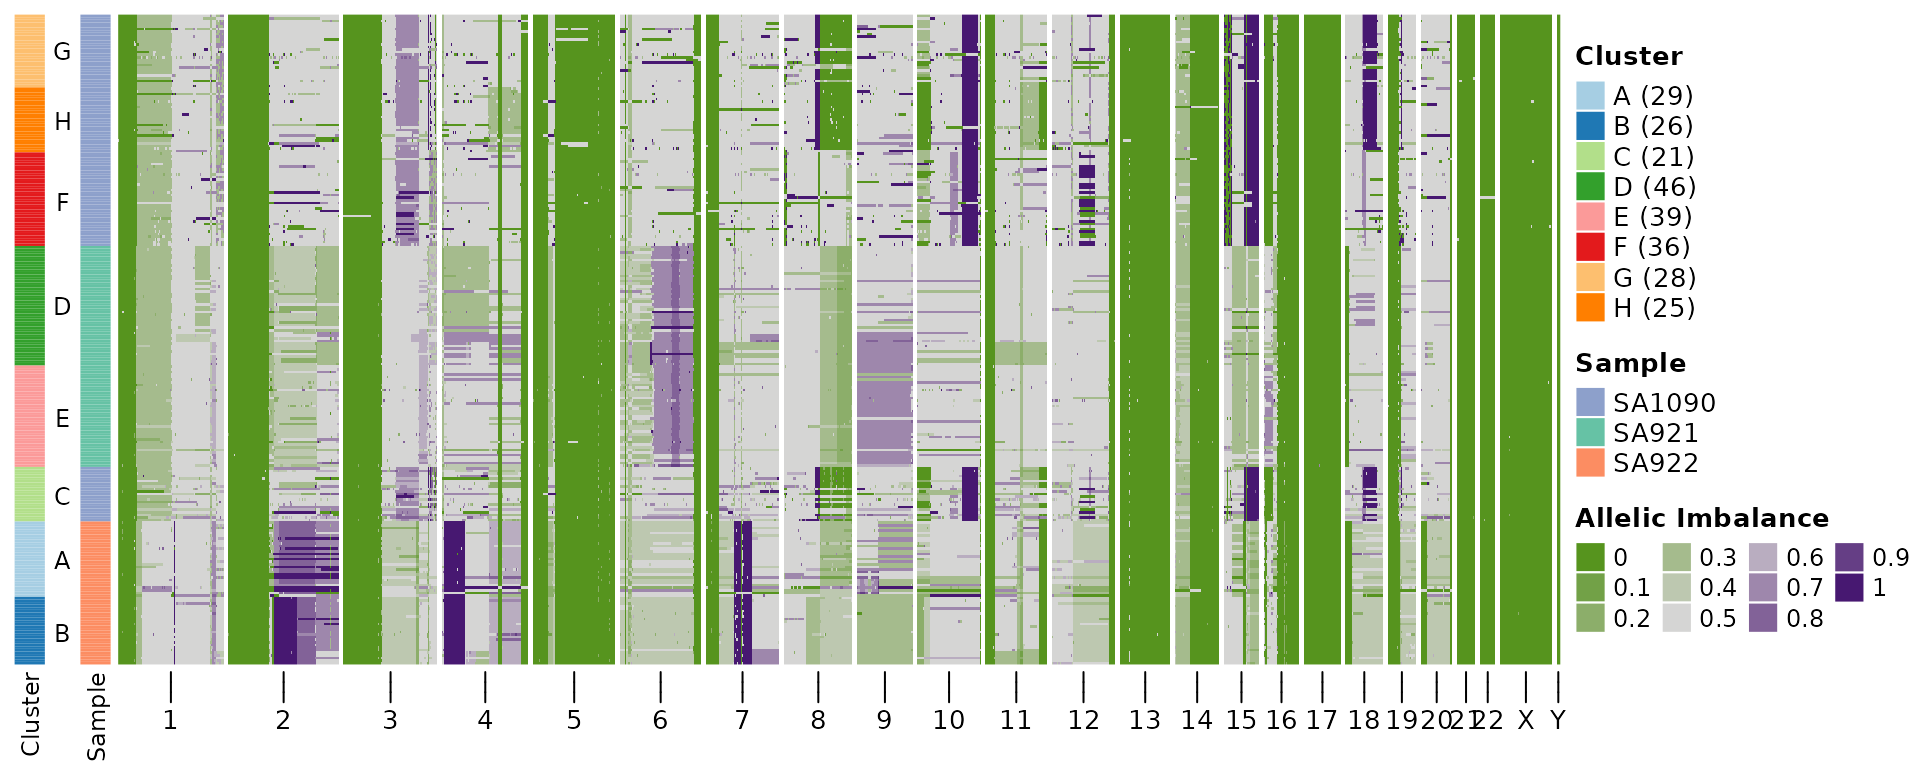 G
H
F
D
E
C
A
B
Cluster
Sample
1 2 3 4 5 6 7 8 9 10 11 12 13 14 15 16 17 18 19 20 21 22 X Y
Cluster
A (29)
B (26)
C (21)
D (46)
E (39)
F (36)
G (28)
H (25)
Sample
SA1090
SA921
SA922
Allelic Imbalance
0 0.3 0.6 0.9
0.1 0.4 0.7 1
0.2 0.5 0.8